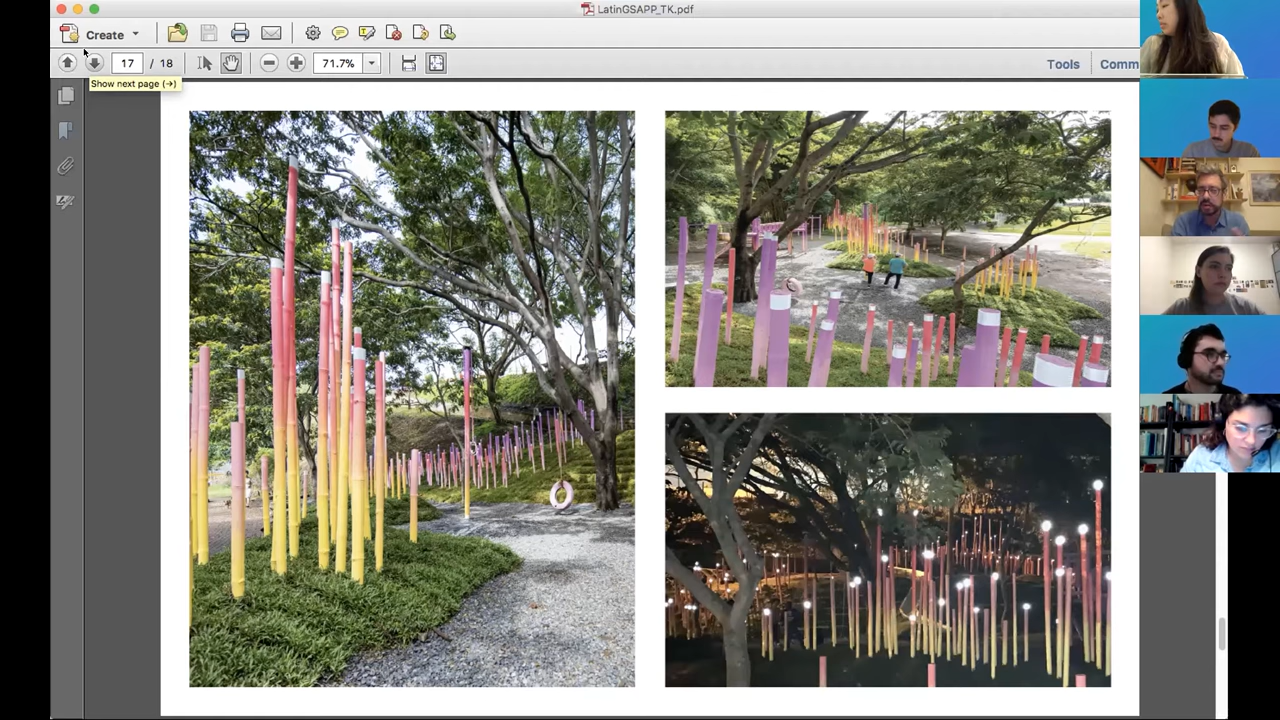 LatinGSAPP_TK.pdf
Create
17 / 18
71.7%
Tools
Comm
Show next page (→)